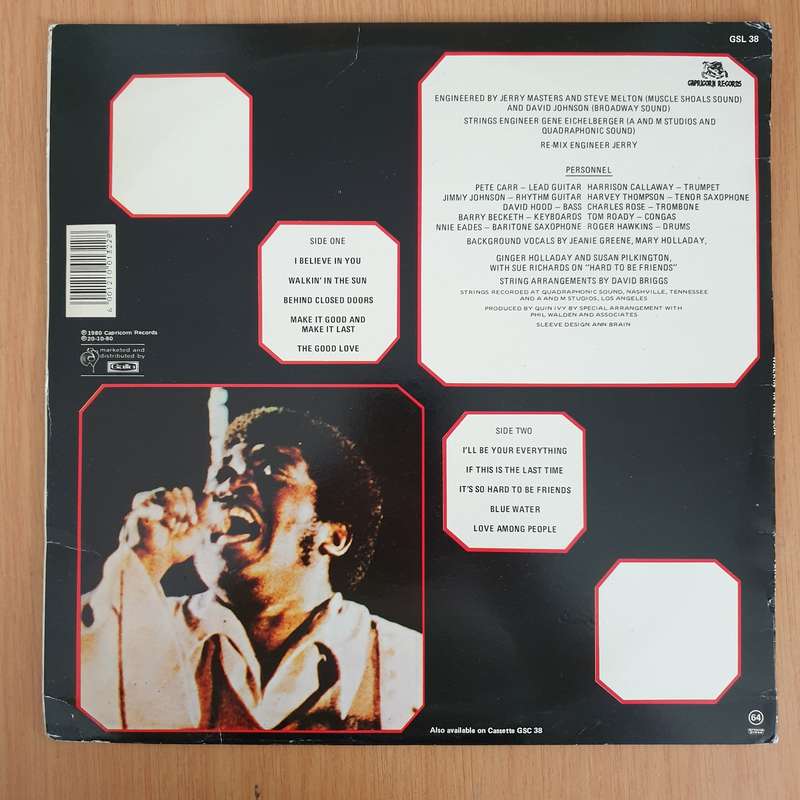 GSL 38
CAPRICORN RECORDS
ENGINEERED BY JERRY MASTERS AND STEVE MELTON (MUSCLE SHOALS SOUND)
AND DAVID JOHNSON (BROADWAY SOUND)
STRINGS ENGINEER GENE EICHELBERGER (A AND M STUDIOS AND
QUADRAPHONIC SOUND)
RE-MIX ENGINEER JERRY
PERSONNEL
PETE CARR – LEAD GUITAR HARRISON CALLAWAY – TRUMPET
JIMMY JOHNSON – RHYTHM GUITAR HARVEY THOMPSON – TENOR SAXOPHONE
DAVID HOOD – BASS CHARLES ROSE – TROMBONE
BARRY BECKETH – KEYBOARDS TOM ROADY – CONGAS
NNIE EADES – BARITONE SAXOPHONE ROGER HAWKINS – DRUMS
BACKGROUND VOCALS BY JEANIE GREENE, MARY HOLLADAY,
GINGER HOLLADAY AND SUSAN PILKINGTON,
WITH SUE RICHARDS ON "HARD TO BE FRIENDS"
STRING ARRANGEMENTS BY DAVID BRIGGS
STRINGS RECORDED AT QUADRAPHONIC SOUND, NASHVILLE, TENNESSEE
AND A AND M STUDIOS, LOS ANGELES
PRODUCED BY QUIN IVY BY SPECIAL ARRANGEMENT WITH
PHIL WALDEN AND ASSOCIATES
SLEEVE DESIGN ANN BRAIN
SIDE ONE
I BELIEVE IN YOU
WALKIN' IN THE SUN
BEHIND CLOSED DOORS
MAKE IT GOOD AND
MAKE IT LAST
THE GOOD LOVE
℗1980 Capricorn Records
©20-10-80
marketed and
distributed by
Gallo
SIDE TWO
I'LL BE YOUR EVERYTHING
IF THIS IS THE LAST TIME
IT'S SO HARD TO BE FRIENDS
BLUE WATER
LOVE AMONG PEOPLE
Also available on Cassette GSC 38
64